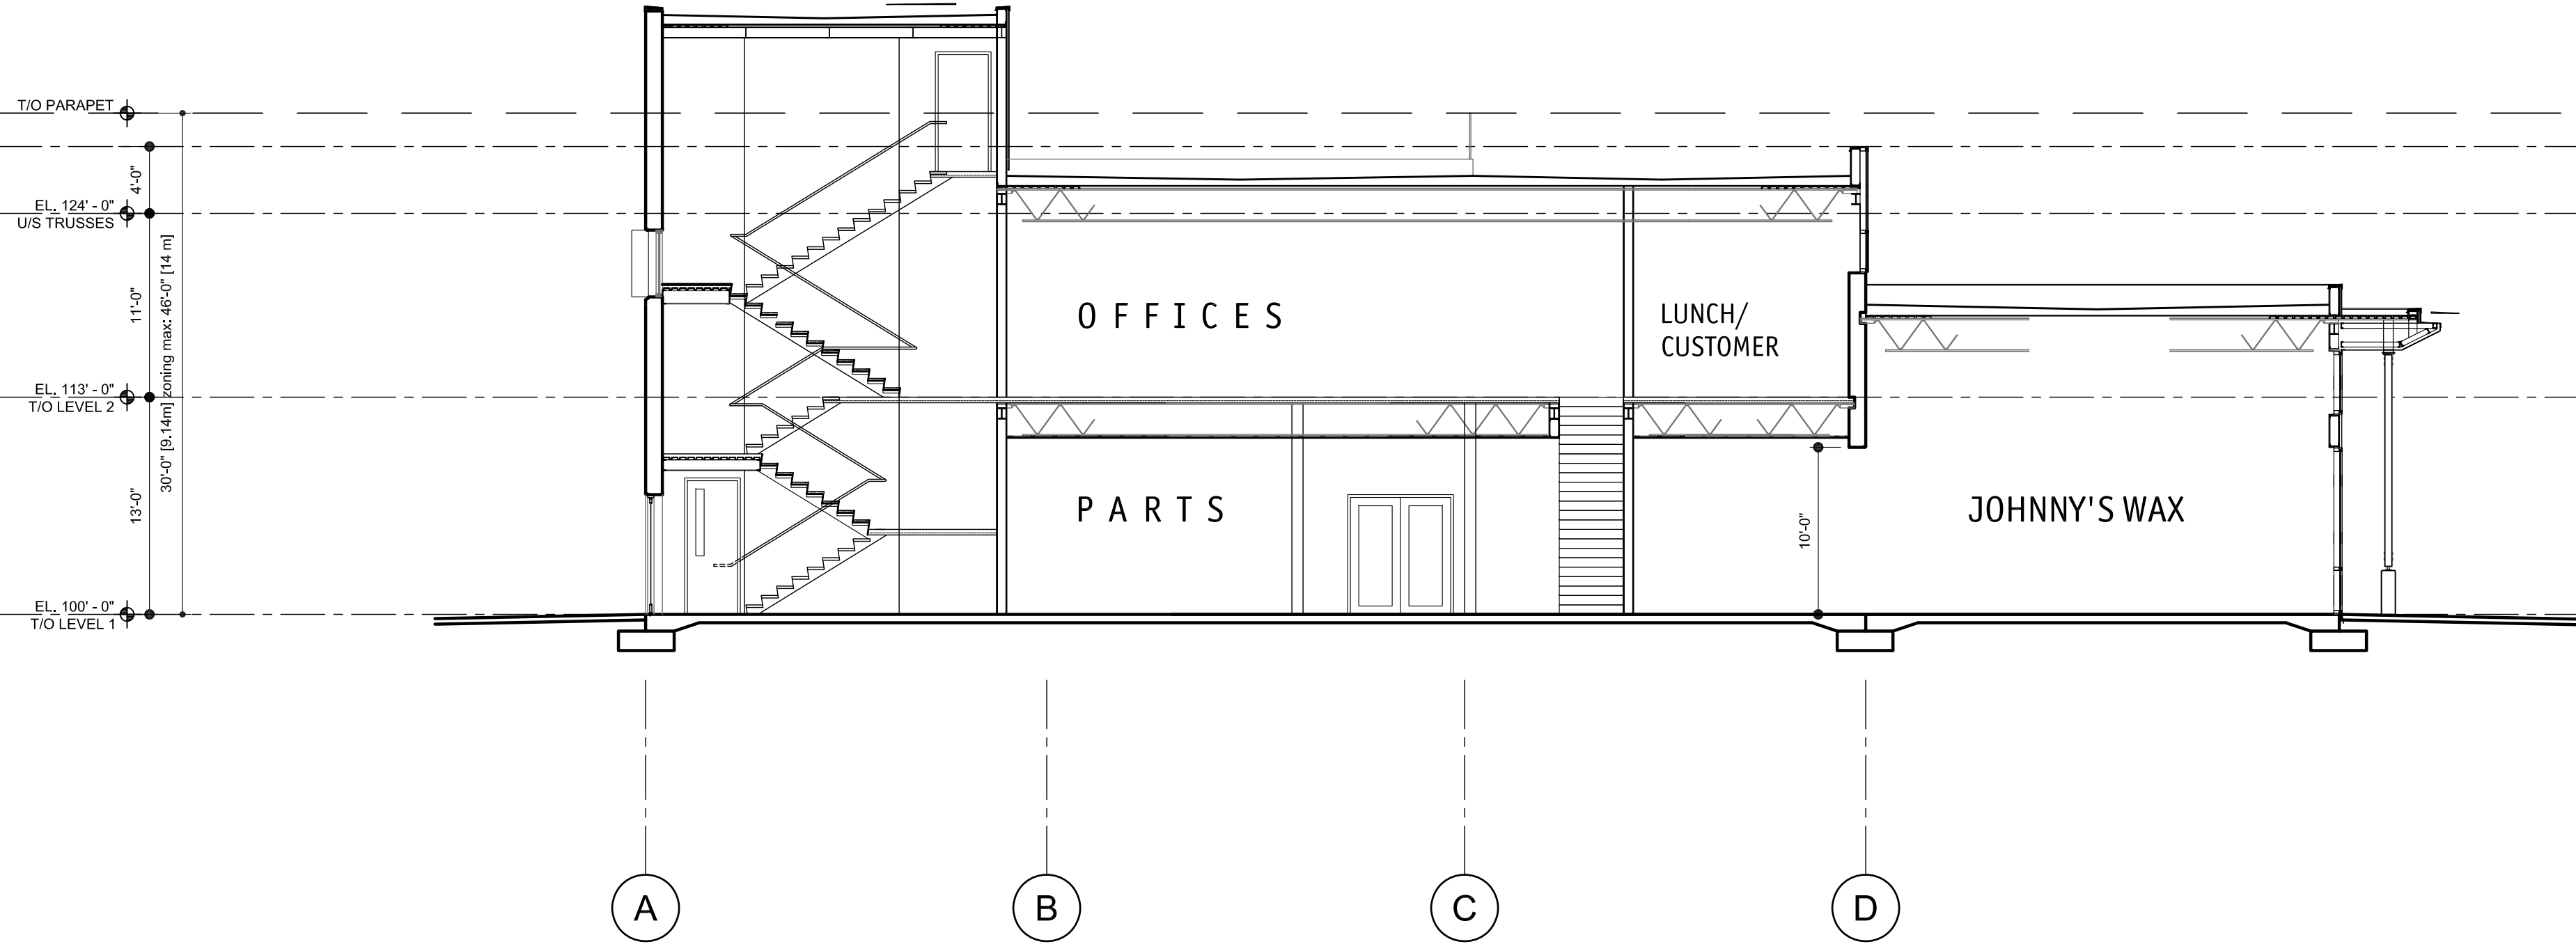 T/O PARAPET
4'-0"
EL. 124' - 0"
U/S TRUSSES
11'-0"
30'-0" [9.14m] zoning max: 46'-0" [14 m]
EL. 113' - 0"
T/O LEVEL 2
13'-0"
EL. 100' - 0"
T/O LEVEL 1
OFFICES
LUNCH/
CUSTOMER
PARTS
10'-0"
JOHNNY'S WAX
A
B
C
D